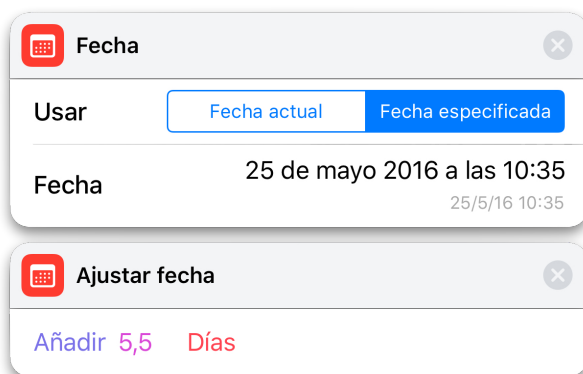 Fecha
Usar Fecha actual Fecha especificada
Fecha 25 de mayo 2016 a las 10:35
25/5/16 10:35
Ajustar fecha
Añadir 5,5 Días